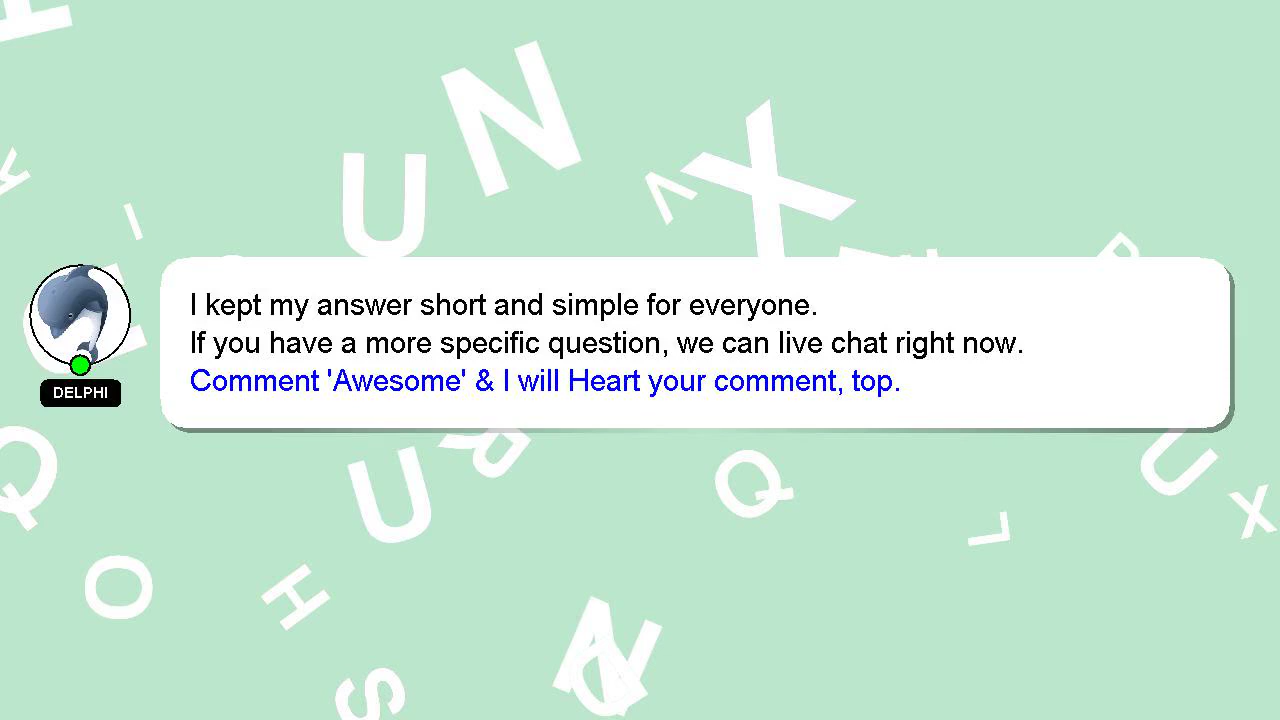 I kept my answer short and simple for everyone.
If you have a more specific question, we can live chat right now.
Comment 'Awesome' & I will Heart your comment, top.
DELPHI